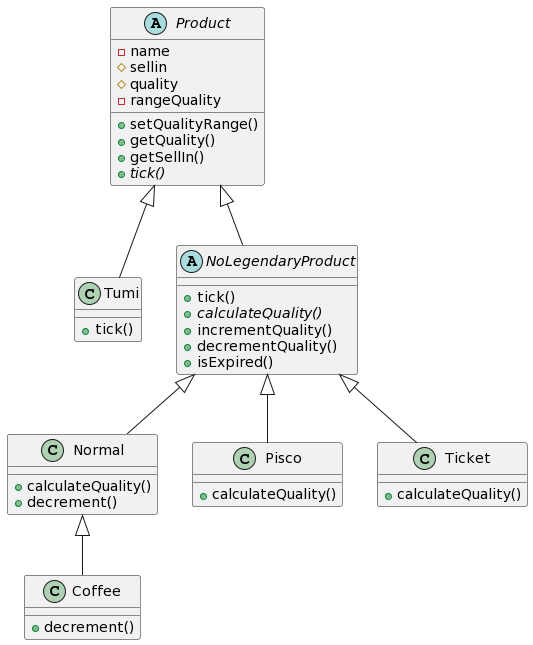 A Product
name
sellin
quality
rangeQuality
setQualityRange()
getQuality()
getSellIn()
tick()
C Tumi
tick()
A NoLegendaryProduct
tick()
calculateQuality()
incrementQuality()
decrementQuality()
isExpired()
C Normal
calculateQuality()
decrement()
C Pisco
calculateQuality()
C Ticket
calculateQuality()
C Coffee
decrement()